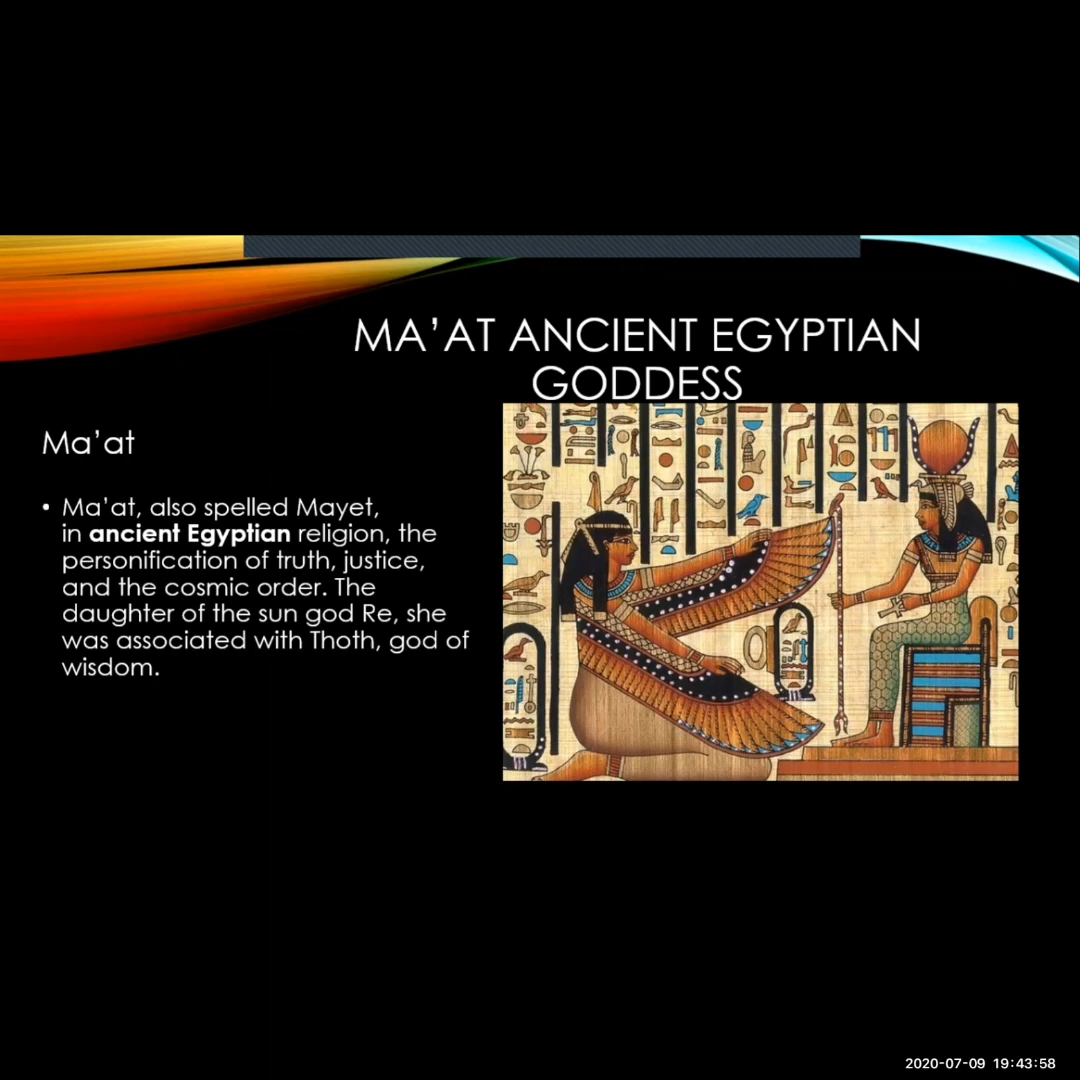 MA’AT ANCIENT EGYPTIAN
GODDESS
Ma’at
• Ma’at, also spelled Mayet,
in ancient Egyptian religion, the
personification of truth, justice,
and the cosmic order. The
daughter of the sun god Re, she
was associated with Thoth, god of
wisdom.
2020-07-09 19:43:58